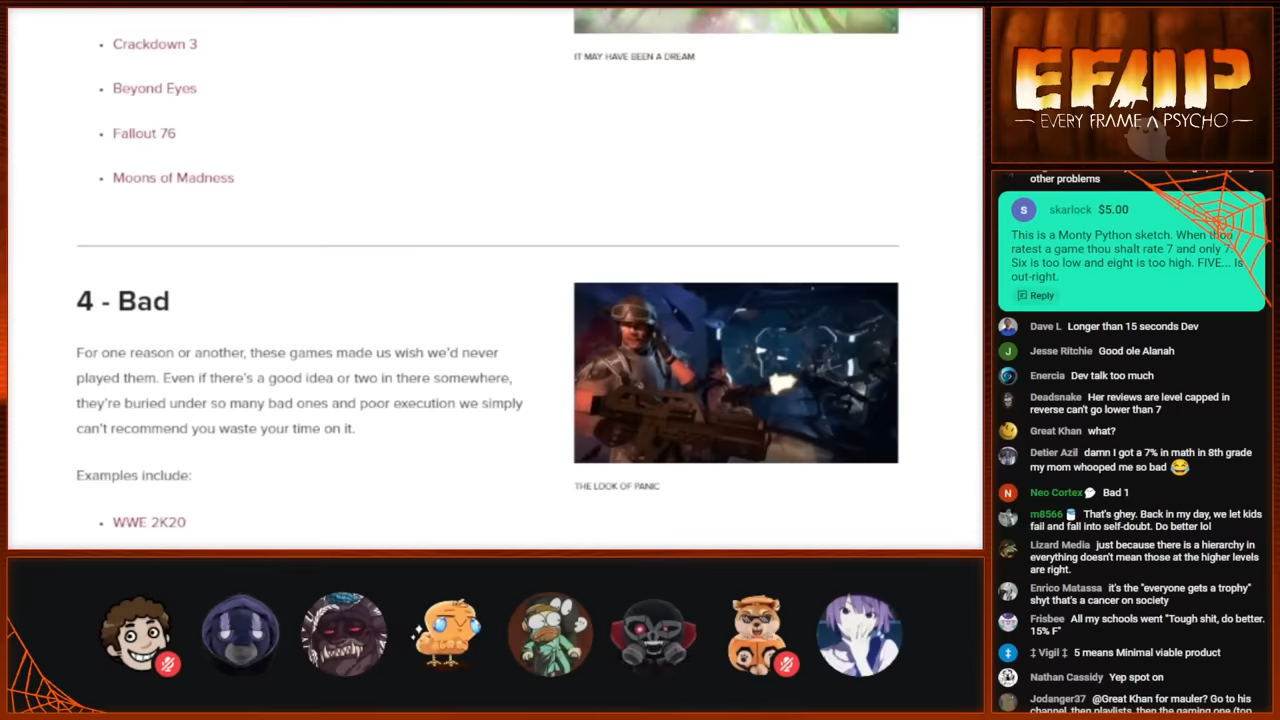 Crackdown 3
Beyond Eyes
Fallout 76
Moons of Madness
IT MAY HAVE BEEN A DREAM
4 - Bad
For one reason or another, these games made us wish we'd never
played them. Even if there's a good idea or two in there somewhere,
they're buried under so many bad ones and poor execution we simply
can't recommend you waste your time on it.
Examples include:
WWE 2K20
THE LOOK OF PANIC
EFAP
EVERY FRAME A PSYCHO
other problems
S
skarlock $5.00
This is a Monty Python sketch. When thou
ratest a game thou shalt rate 7 and only 7.
Six is too low and eight is too high. FIVE... Is
out-right.
Reply
Dave L Longer than 15 seconds Dev
J Jesse Ritchie Good ole Alanah
Enercia Dev talk too much
Deadsnake Her reviews are level capped in
reverse can't go lower than 7
Great Khan what?
Detier Azil damn I got a 7% in math in 8th grade
my mom whooped me so bad 😂
N Neo Cortex Bad 1
m8566 That's ghey. Back in my day, we let kids
fail and fall into self-doubt. Do better lol
Lizard Media just because there is a hierarchy in
everything doesn't mean those at the higher levels
are right.
Enrico Matassa it's the "everyone gets a trophy"
shyt that's a cancer on society
Frisbee All my schools went "Tough shit, do better.
15% F"
‡ ‡ Vigil ‡ 5 means Minimal viable product
Nathan Cassidy Yep spot on
Jodanger37 @Great Khan for mauler? Go to his
channel, then playlists, then the gaming one (top